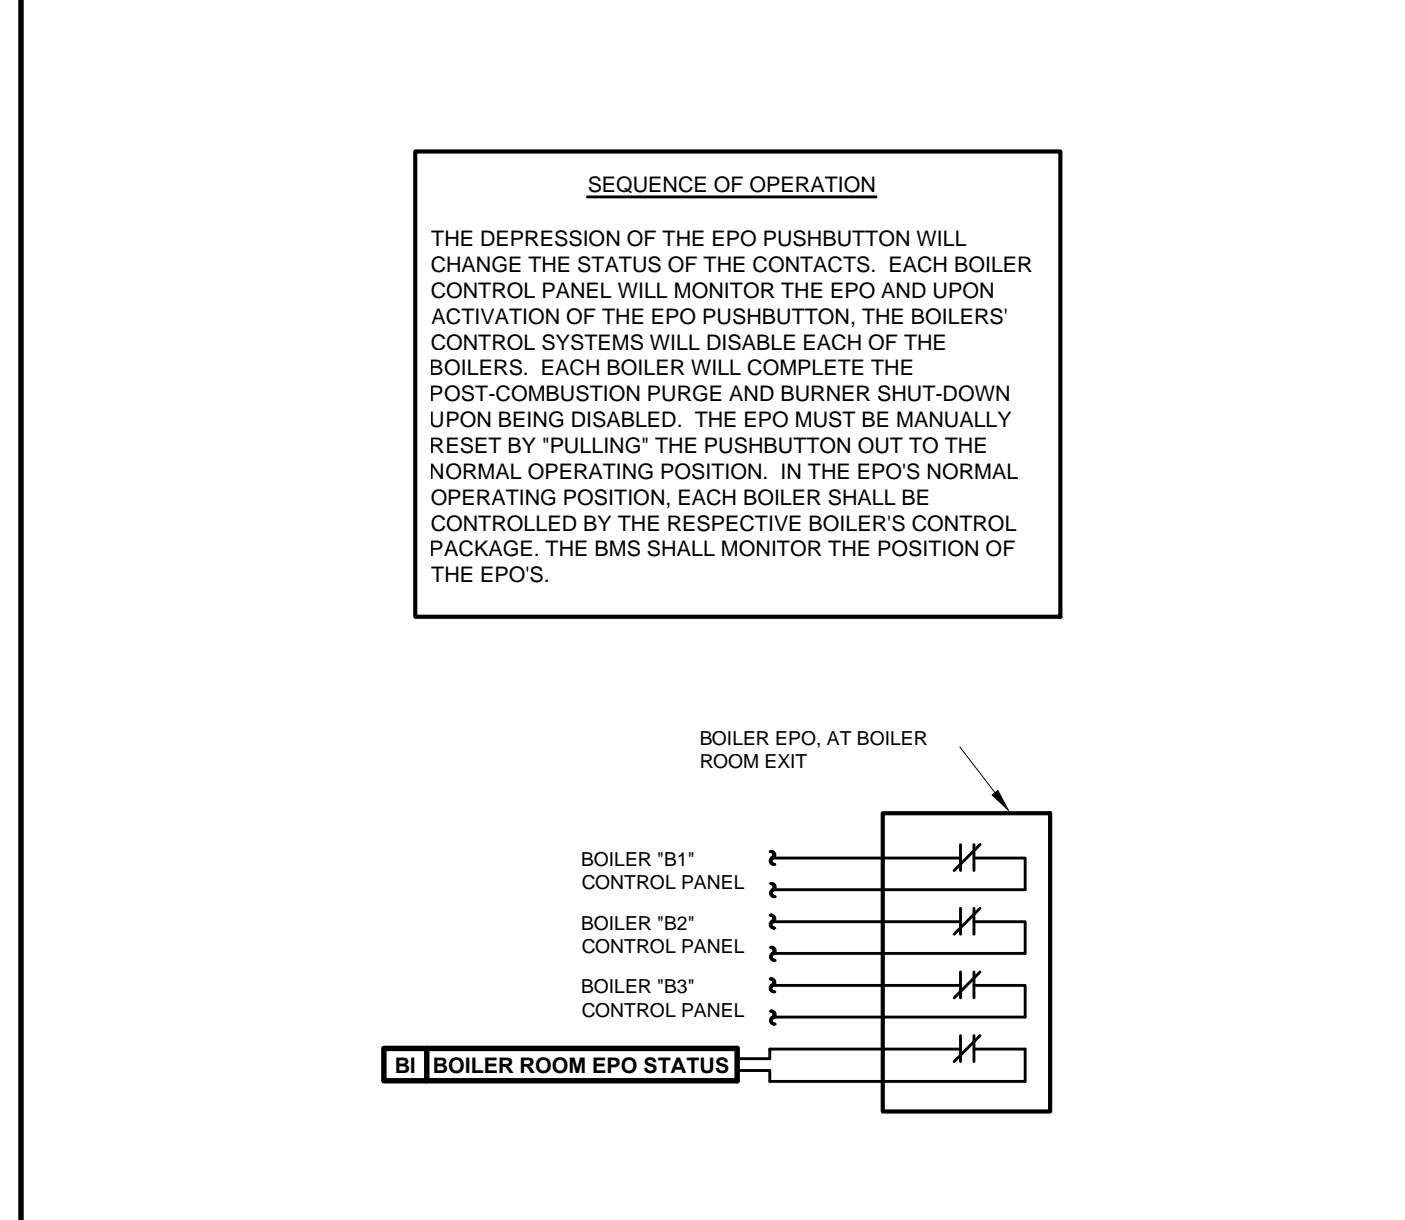 SEQUENCE OF OPERATION
THE DEPRESSION OF THE EPO PUSHBUTTON WILL
CHANGE THE STATUS OF THE CONTACTS.  EACH BOILER
CONTROL PANEL WILL MONITOR THE EPO AND UPON
ACTIVATION OF THE EPO PUSHBUTTON, THE BOILERS'
CONTROL SYSTEMS WILL DISABLE EACH OF THE
BOILERS.  EACH BOILER WILL COMPLETE THE
POST-COMBUSTION PURGE AND BURNER SHUT-DOWN
UPON BEING DISABLED.  THE EPO MUST BE MANUALLY
RESET BY "PULLING" THE PUSHBUTTON OUT TO THE
NORMAL OPERATING POSITION.  IN THE EPO'S NORMAL
OPERATING POSITION, EACH BOILER SHALL BE
CONTROLLED BY THE RESPECTIVE BOILER'S CONTROL
PACKAGE. THE BMS SHALL MONITOR THE POSITION OF
THE EPO'S.
BOILER EPO, AT BOILER
ROOM EXIT
BOILER "B1"
CONTROL PANEL
BOILER "B2"
CONTROL PANEL
BOILER "B3"
CONTROL PANEL
BI BOILER ROOM EPO STATUS